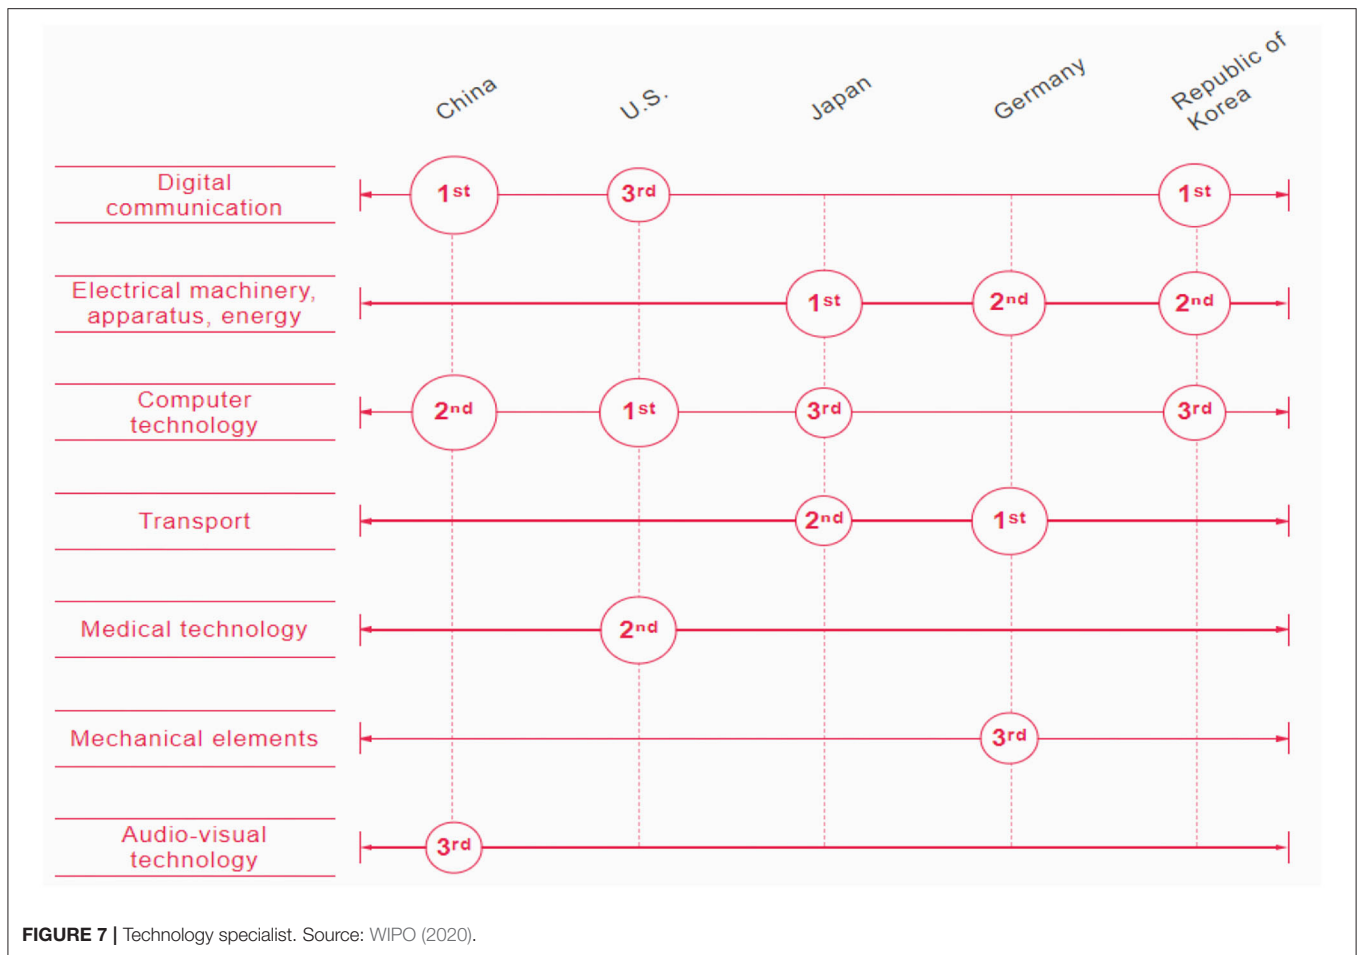 China
U.S.
Japan
Germany
Republic of
Korea
Digital
communication
1st
3rd
1st
Electrical machinery,
apparatus, energy
1st
2nd
2nd
Computer
technology
2nd
1st
3rd
3rd
Transport
2nd
1st
Medical technology
2nd
Mechanical elements
3rd
Audio-visual
technology
3rd
FIGURE 7 | Technology specialist. Source: WIPO (2020).